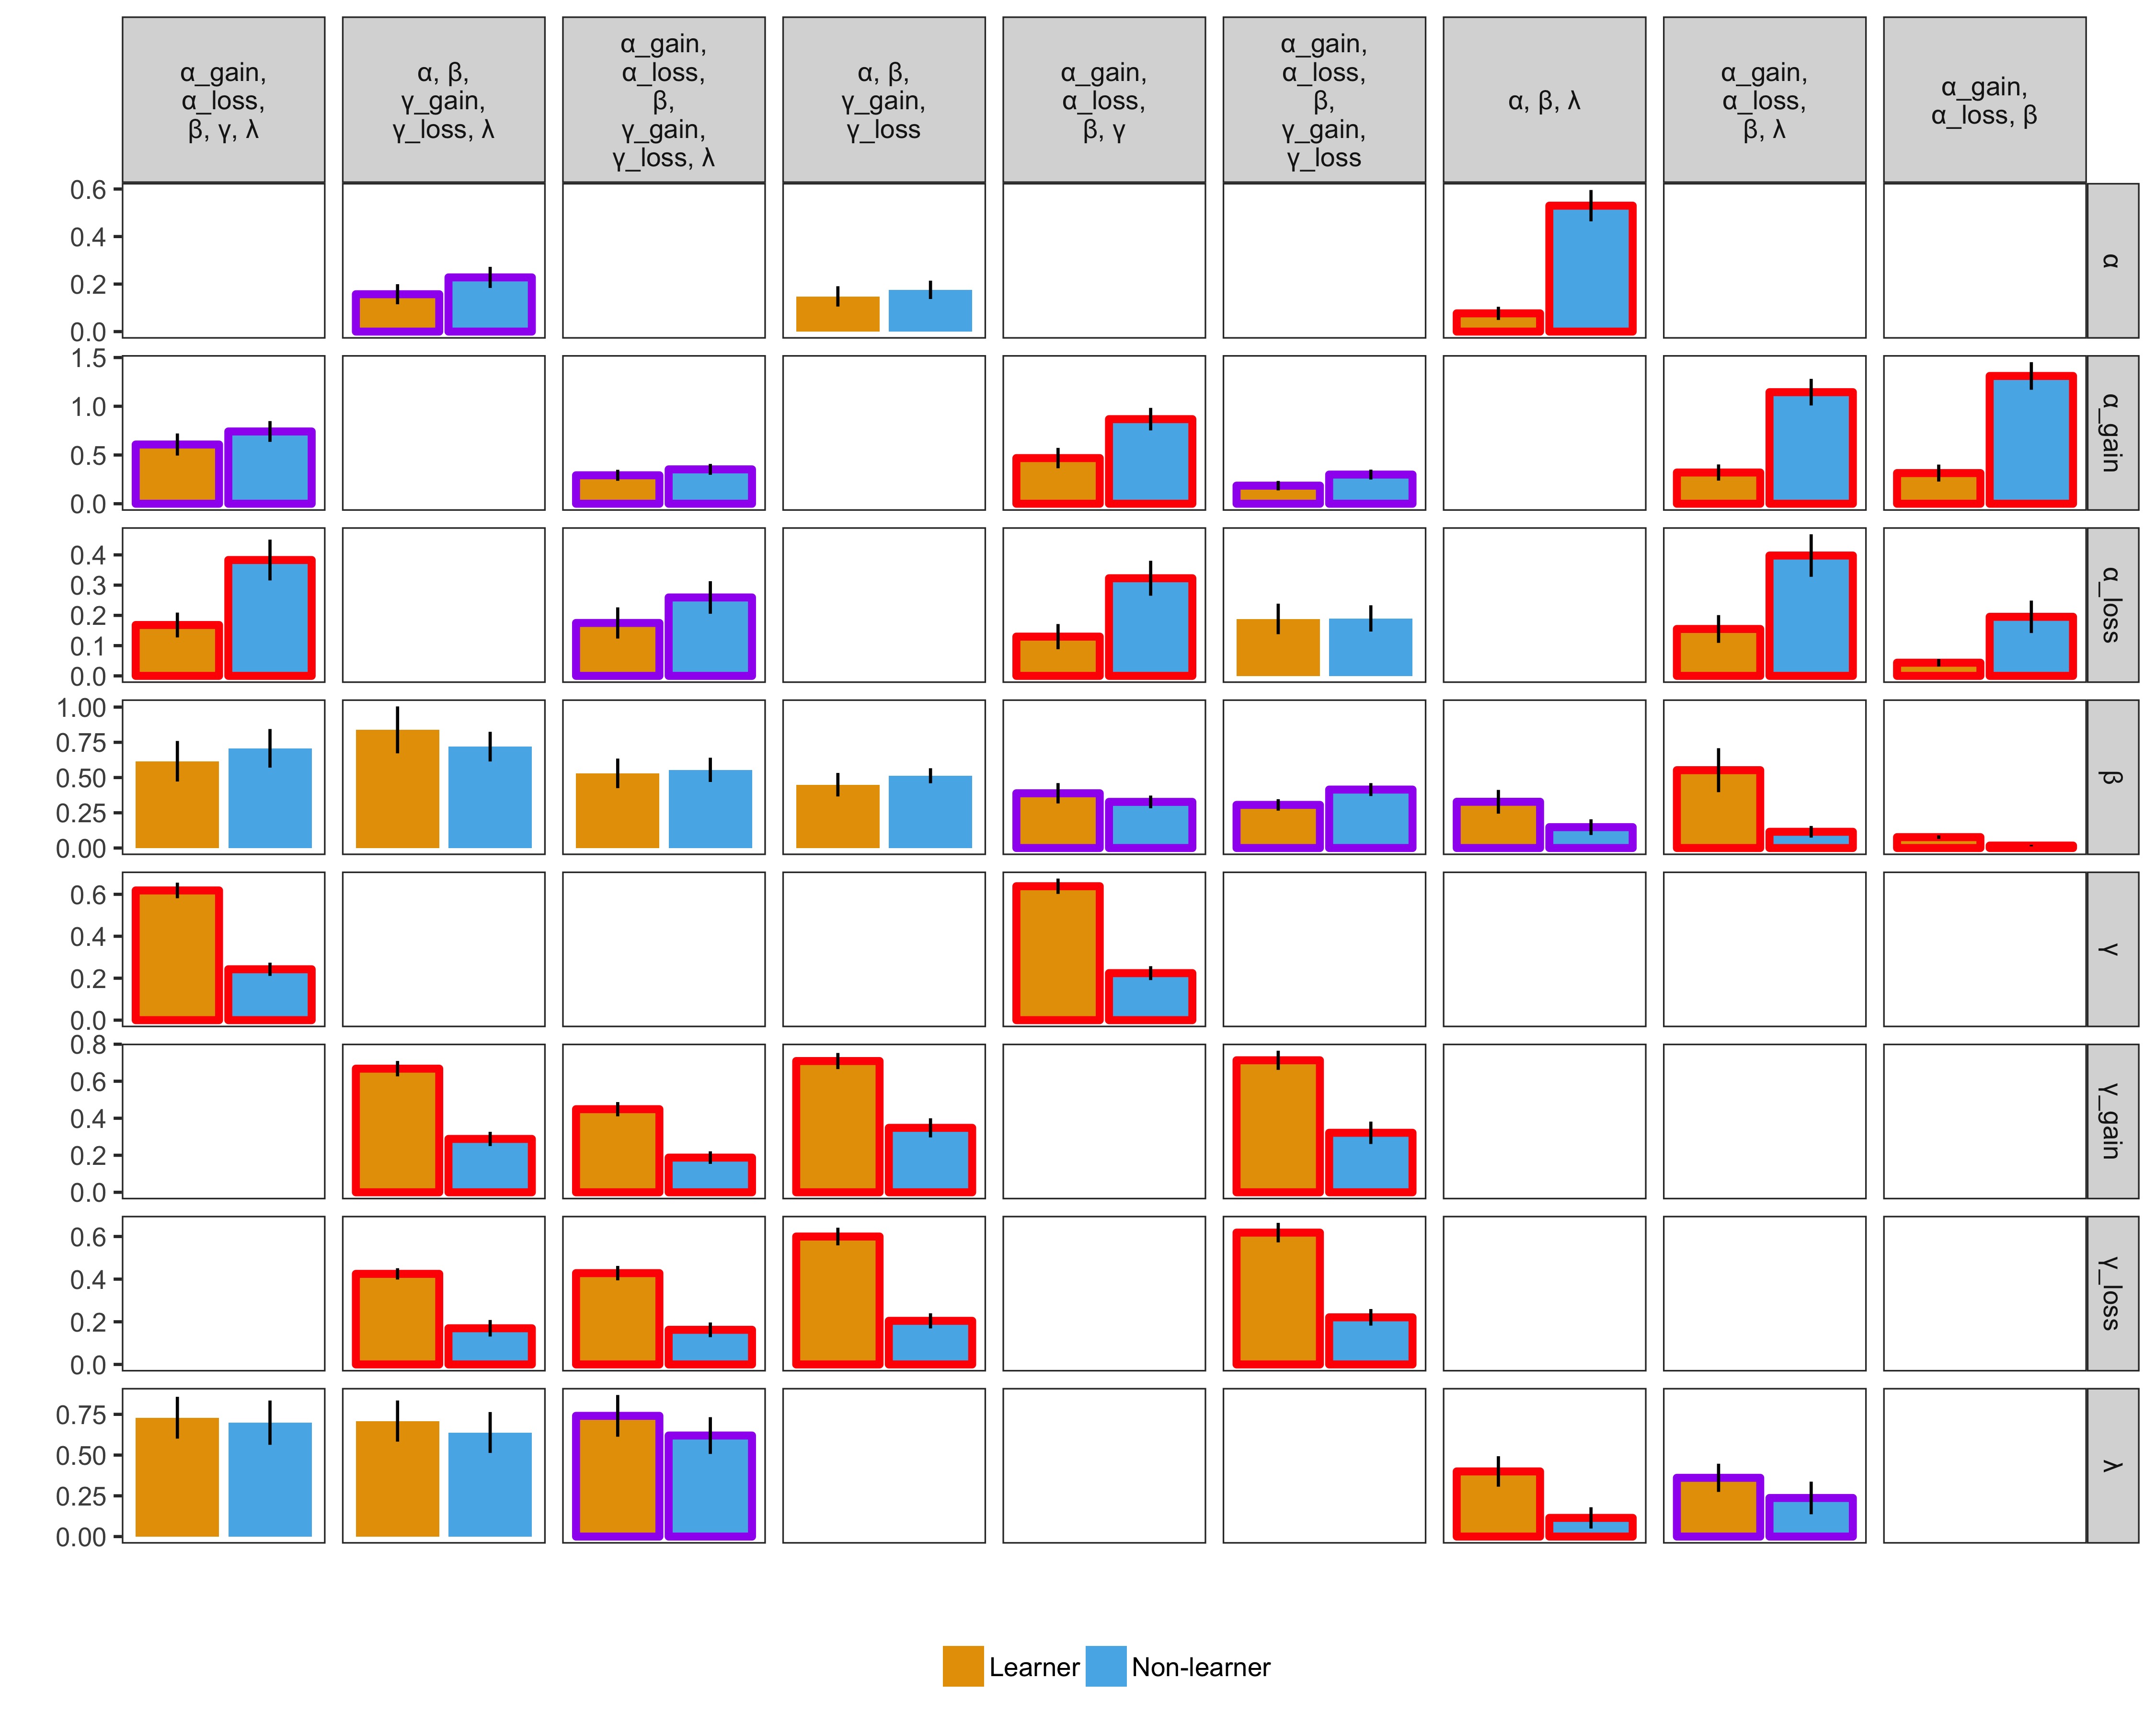 α_gain,
α_loss,
β, γ, λ
α, β,
γ_gain,
γ_loss, λ
α_gain,
α_loss,
β,
γ_gain,
γ_loss, λ
α, β,
γ_gain,
γ_loss
α_gain,
α_loss,
β, γ
α_gain,
α_loss,
β,
γ_gain,
γ_loss
α, β, λ
α_gain,
α_loss,
β, λ
α_gain,
α_loss, β
0.6
0.4
0.2
0.0
α
1.5
1.0
0.5
0.0
α_gain
0.4
0.3
0.2
0.1
0.0
α_loss
1.00
0.75
0.50
0.25
0.00
β
0.6
0.4
0.2
0.0
γ
0.8
0.6
0.4
0.2
0.0
γ_gain
0.6
0.4
0.2
0.0
γ_loss
0.75
0.50
0.25
0.00
λ
Learner Non-learner